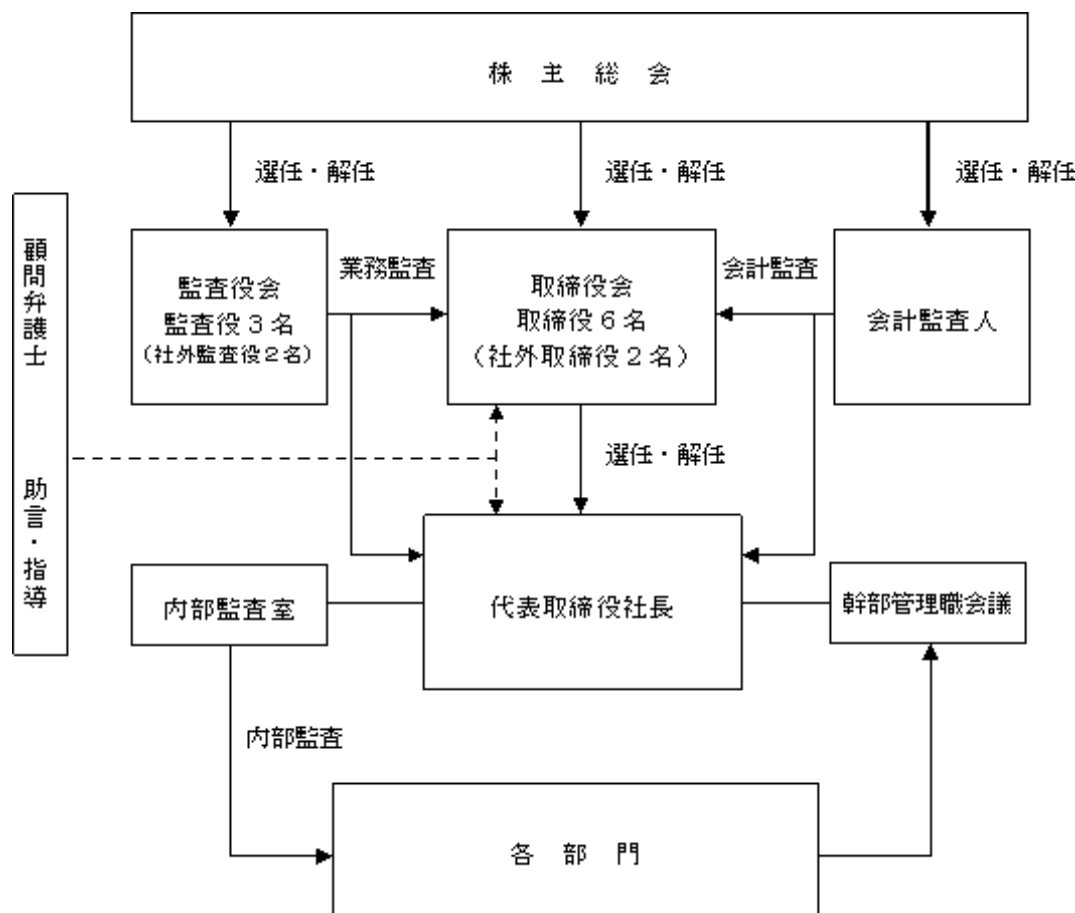 株主総会
選任・解任
選任・解任
選任・解任
顧問弁護士 助言・指導
監査役会
監査役3名
(社外監査役2名)
業務監査
取締役会
取締役6名
(社外取締役2名)
会計監査
会計監査人
選任・解任
内部監査室
代表取締役社長
幹部管理職会議
内部監査
各部門